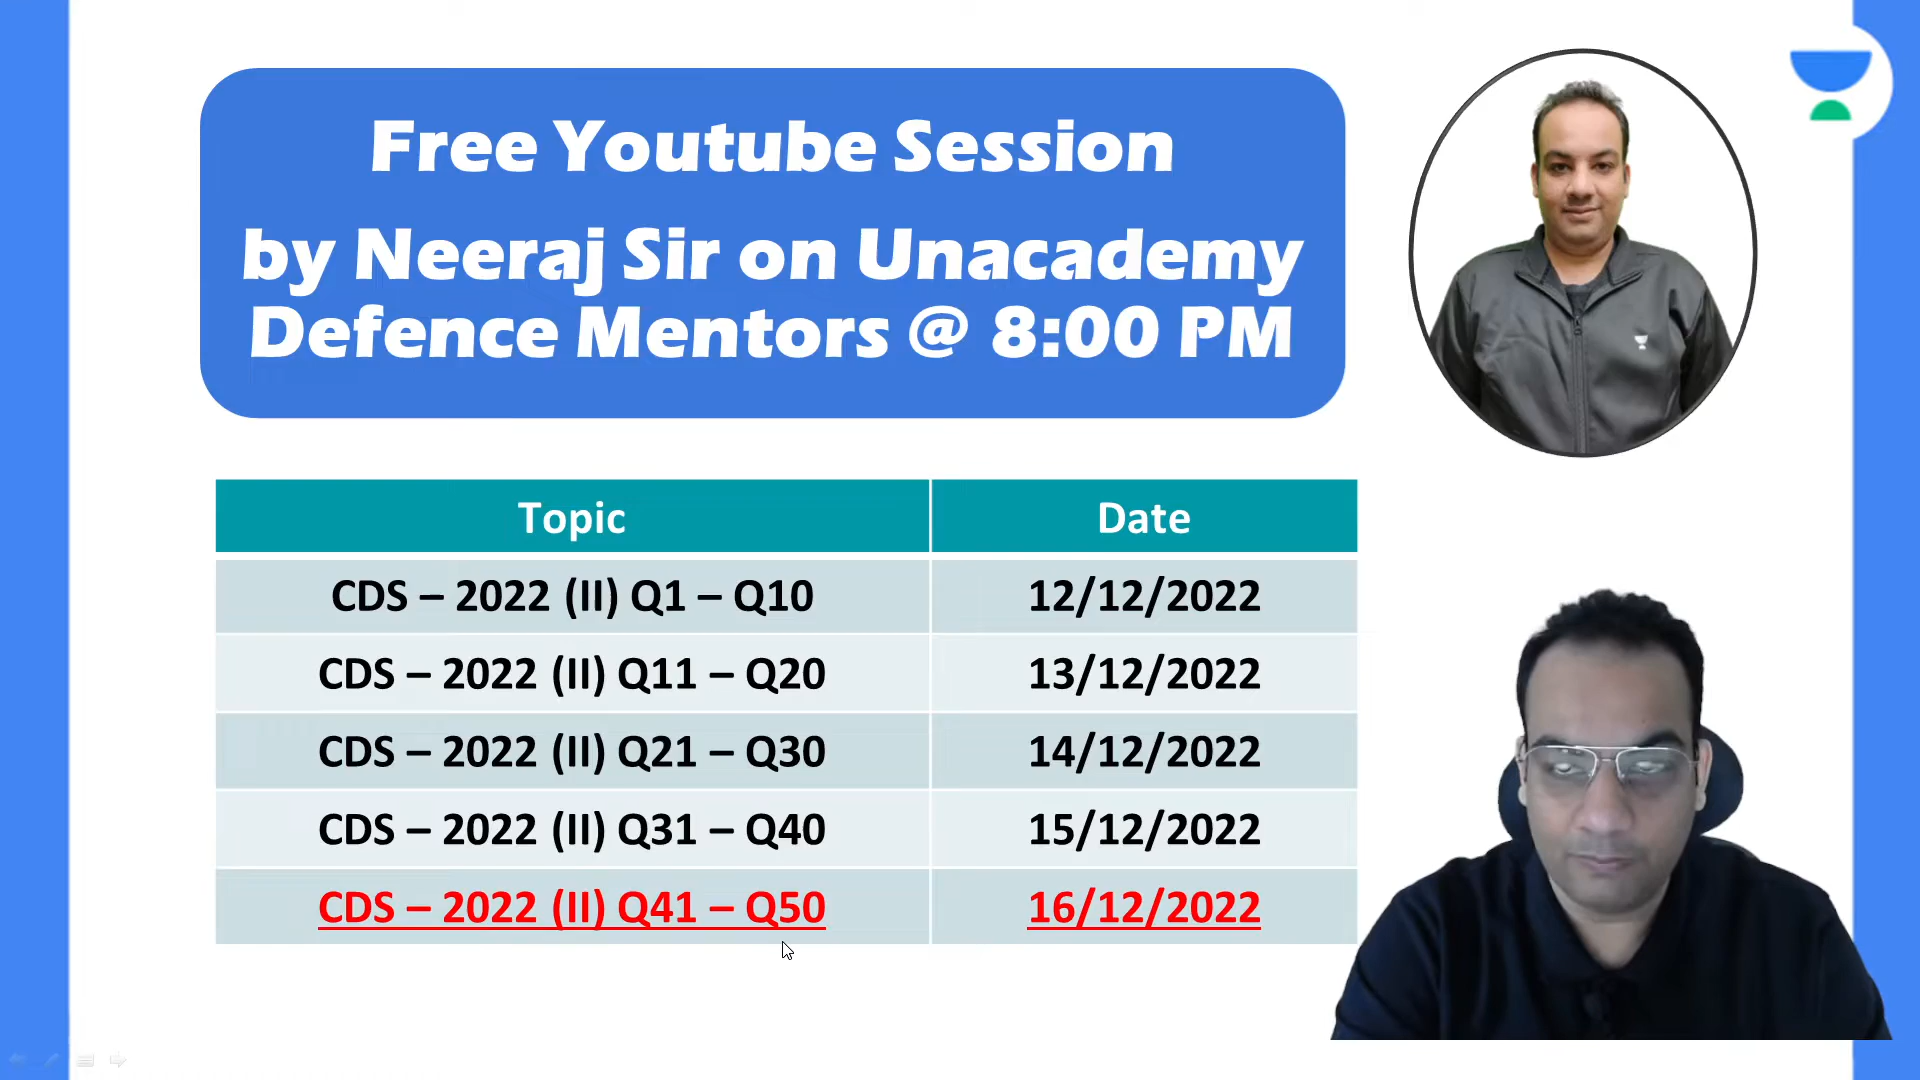 Free Youtube Session
by Neeraj Sir on Unacademy
Defence Mentors @ 8:00 PM
Topic Date
CDS – 2022 (II) Q1 – Q10 12/12/2022
CDS – 2022 (II) Q11 – Q20 13/12/2022
CDS – 2022 (II) Q21 – Q30 14/12/2022
CDS – 2022 (II) Q31 – Q40 15/12/2022
CDS – 2022 (II) Q41 – Q50 16/12/2022